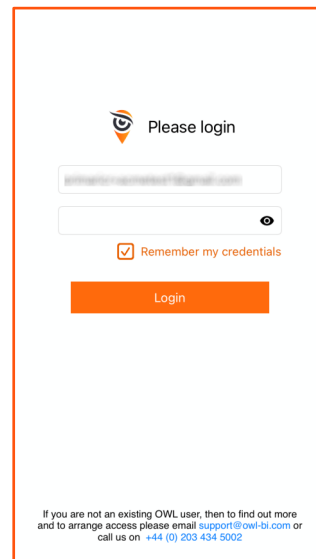 Please login
Remember my credentials
Login
If you are not an existing OWL user, then to find out more
and to arrange access please email support@owl-bi.com or
call us on +44 (0) 203 434 5002